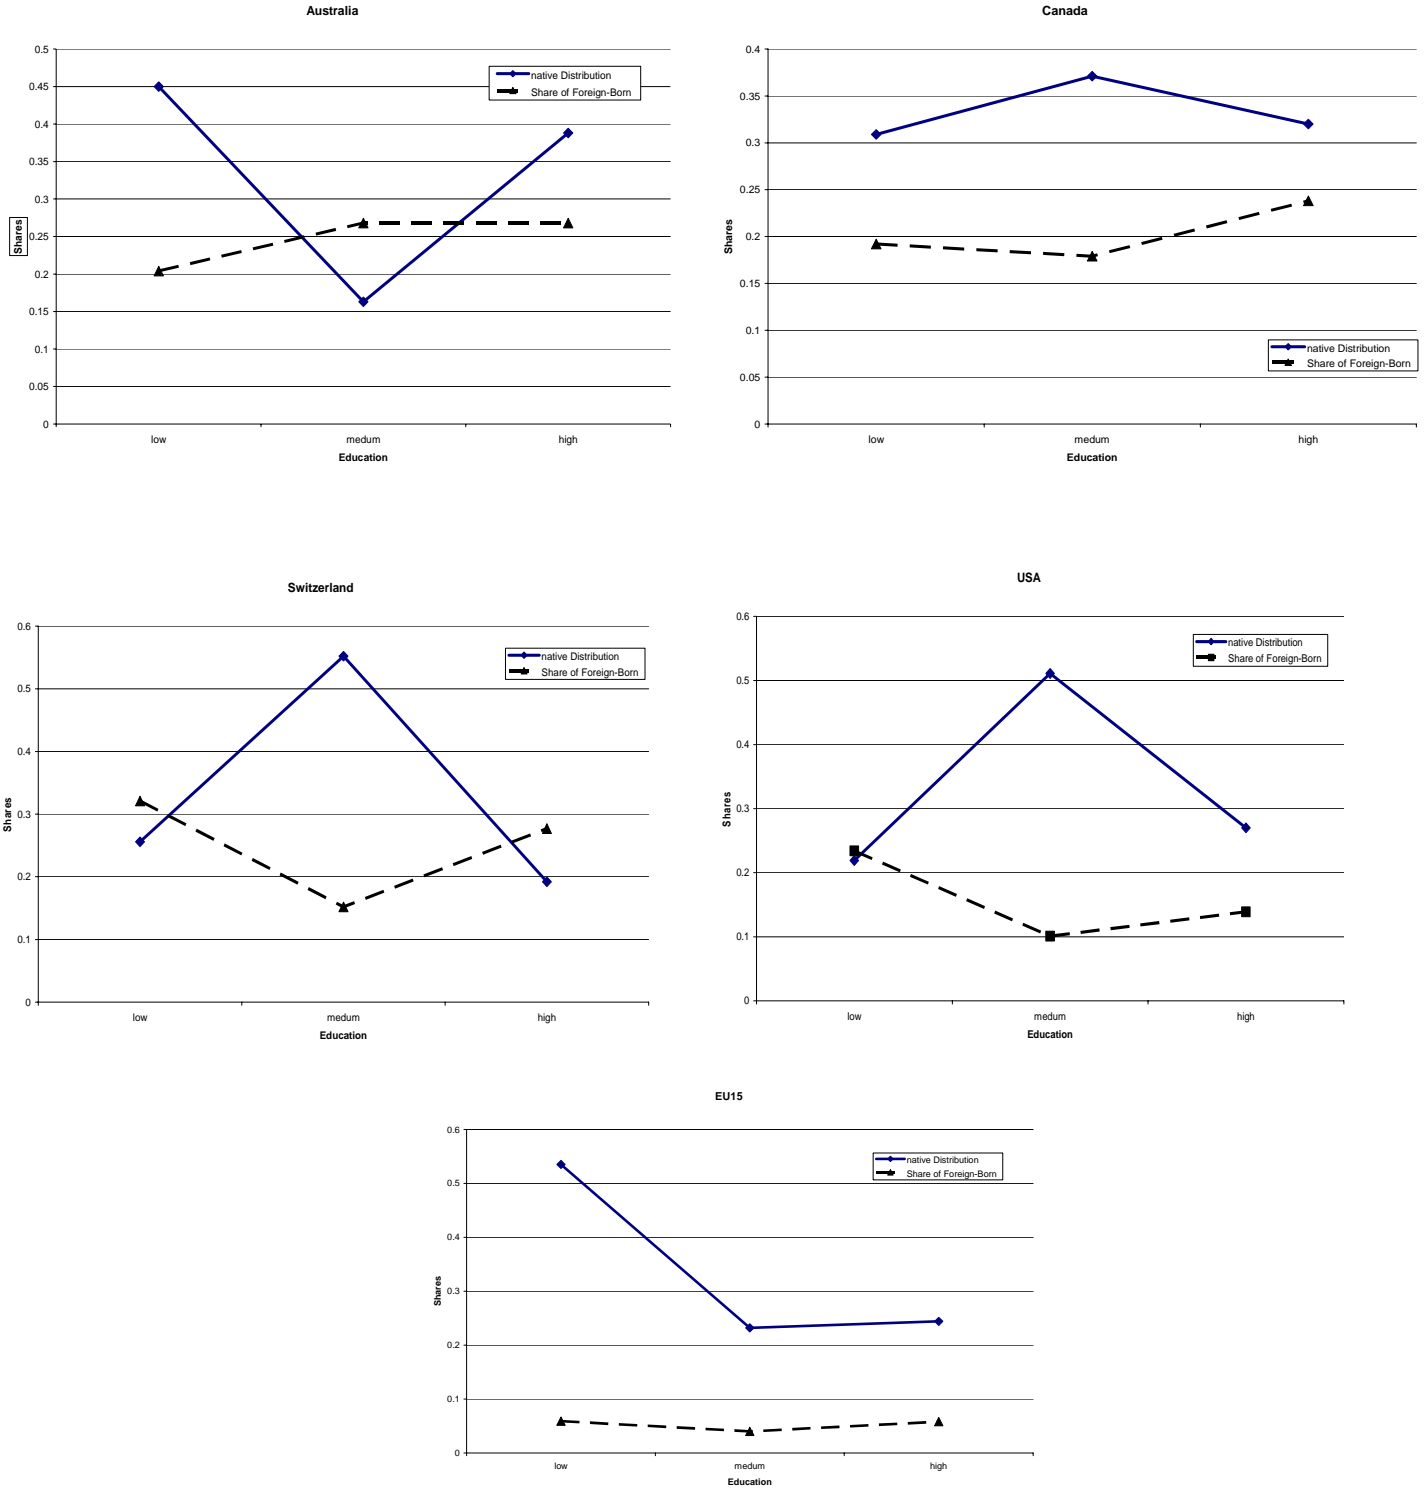 Australia
0.5
0.45
0.4
0.35
0.3
0.25
0.2
0.15
0.1
0.05
0
Shares
low
medum
high
Education
native Distribution
Share of Foreign-Born
Canada
0.4
0.35
0.3
0.25
0.2
0.15
0.1
0.05
0
Shares
low
medum
high
Education
native Distribution
Share of Foreign-Born
Switzerland
0.6
0.5
0.4
0.3
0.2
0.1
0
Shares
low
medum
high
Education
native Distribution
Share of Foreign-Born
USA
0.6
0.5
0.4
0.3
0.2
0.1
0
Shares
low
medum
high
Education
native Distribution
Share of Foreign-Born
EU15
0.6
0.5
0.4
0.3
0.2
0.1
0
Shares
low
medum
high
Education
native Distribution
Share of Foreign-Born